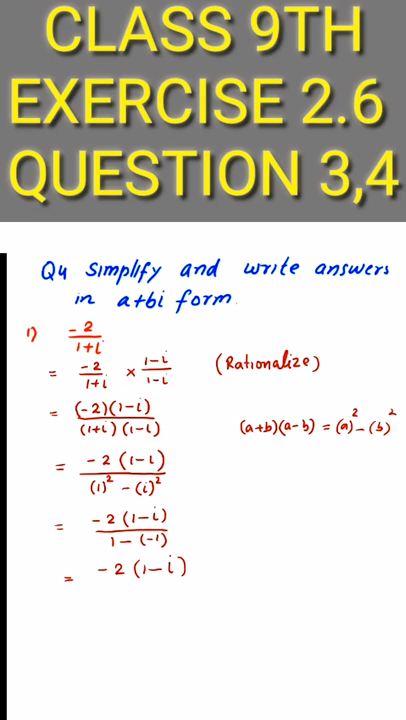 CLASS 9TH
EXERCISE 2.6
QUESTION 3,4
Q4 Simplify and write answers
in a+bi form.
1) -2/1+i
= -2/1+i × 1-i/1-i (Rationalize)
= (-2)(1-i)/(1+i)(1-i) (a+b)(a-b) = (a)² - (b)²
= -2(1-i)/(1)² - (i)²
= -2(1-i)/1-(-1)
= -2(1-i)